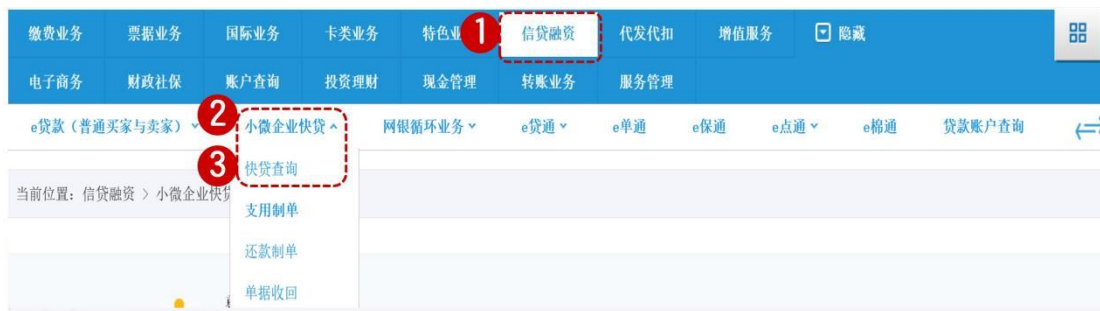 缴费业务 票据业务 国际业务 卡类业务 特色业 1 信贷融资 代发代扣 增值服务 隐藏
电子商务 财政社保 账户查询 投资理财 现金管理 转账业务 服务管理
e贷款（普通买家与卖家） 2 小微企业快贷 网银循环业务 e贷通 e单通 e保通 e点通 e棉通 贷款账户查询
3 快贷查询
当前位置：信贷融资 > 小微企业快贷
支用制单
还款制单
单据收回